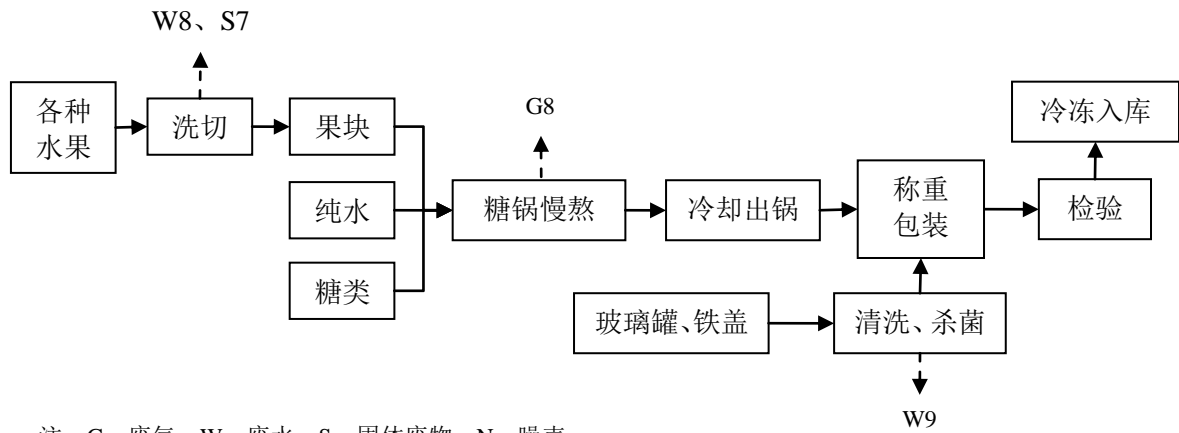 W8、S7
各种
水果
洗切
果块
纯水
糖类
G8
糖锅慢熬
冷却出锅
称重
包装
检验
冷冻入库
玻璃罐、铁盖
清洗、杀菌
W9